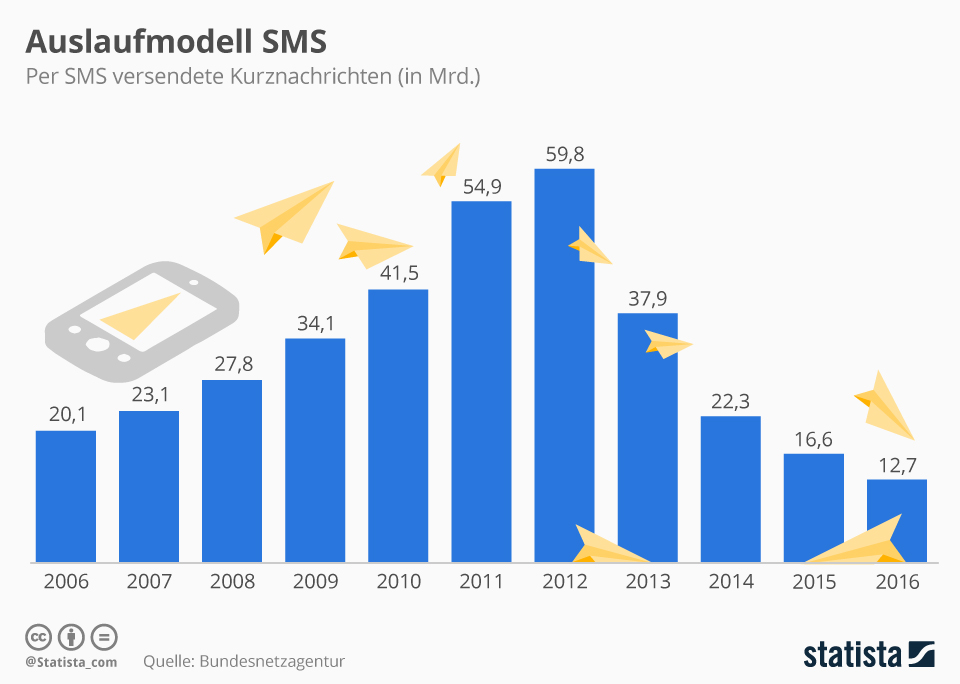 Auslaufmodell SMS
Per SMS versendete Kurznachrichten (in Mrd.)
20,1
23,1
27,8
34,1
41,5
54,9
59,8
37,9
22,3
16,6
12,7
2006 2007 2008 2009 2010 2011 2012 2013 2014 2015 2016
cc
@Statista_com Quelle: Bundesnetzagentur
statista